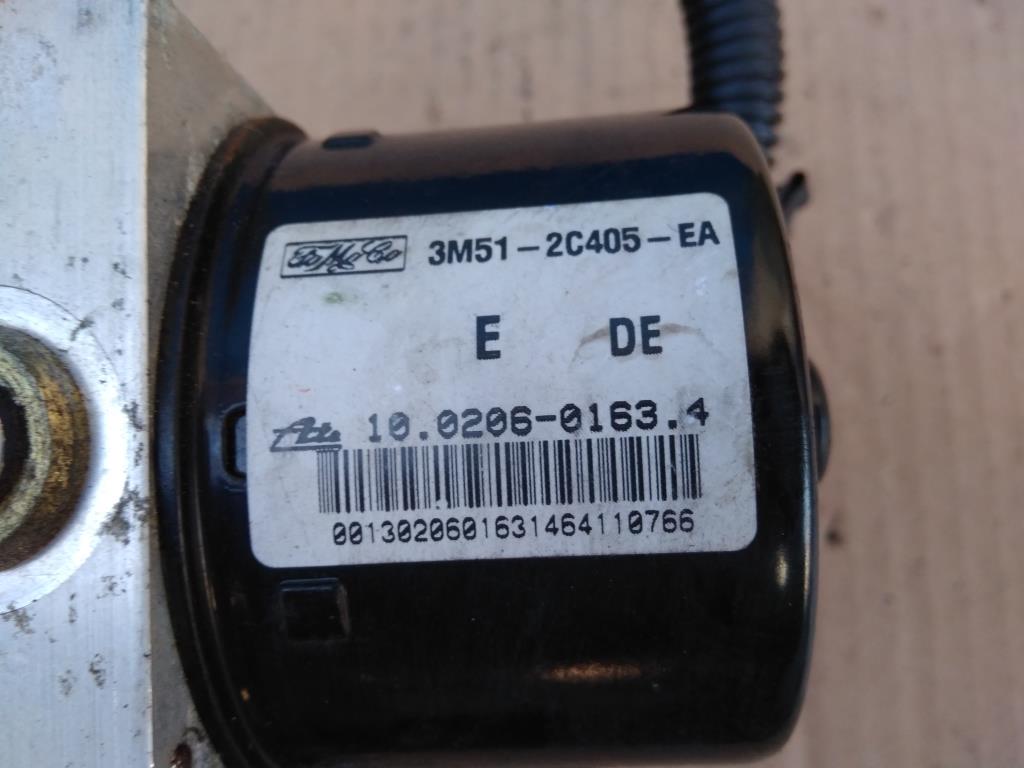 FoMoCo 3M51-2C405-EA
E DE
Ate 10.0206-0163.4
0013020601631464110766